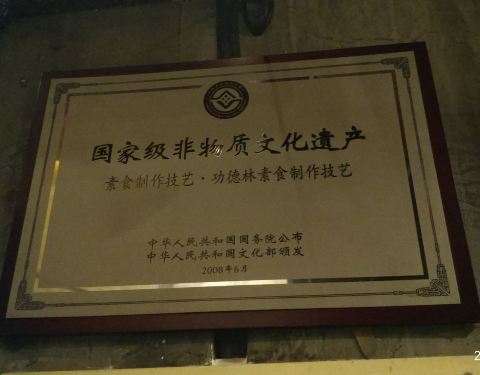 国家级非物质文化遗产
素食制作技艺·功德林素食制作技艺
中华人民共和国国务院公布
中华人民共和国文化部颁发
2008年6月
2